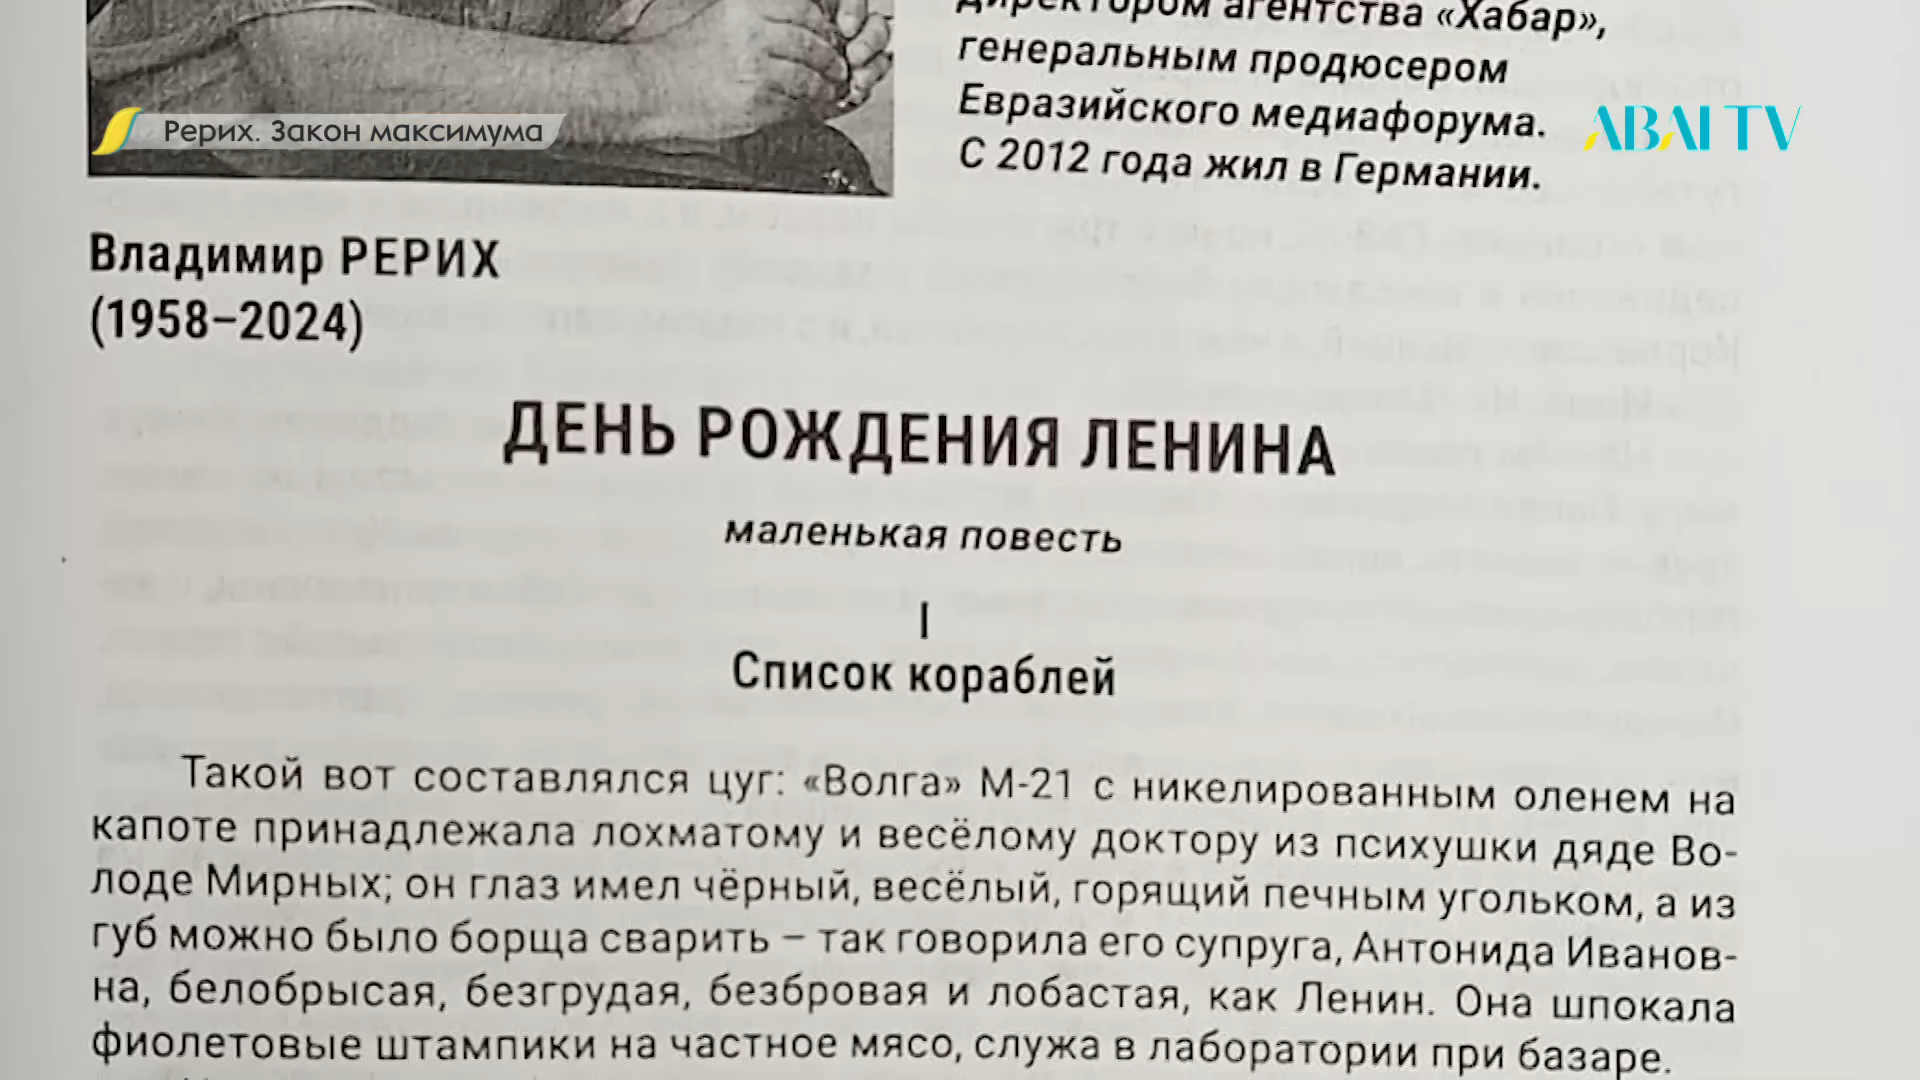 директором агентства «Хабар»,
генеральным продюсером
Евразийского медиафорума.
С 2012 года жил в Германии.
Рерих. Закон максимума
ABAI TV
Владимир РЕРИХ
(1958–2024)
ДЕНЬ РОЖДЕНИЯ ЛЕНИНА
маленькая повесть
I
Список кораблей
Такой вот составлялся цуг: «Волга» М-21 с никелированным оленем на
капоте принадлежала лохматому и весёлому доктору из психушки дяде Во-
лоде Мирных; он глаз имел чёрный, весёлый, горящий печным угольком, а из
губ можно было борща сварить – так говорила его супруга, Антонида Иванов-
на, белобрысая, безгрудая, безбровая и лобастая, как Ленин. Она шпокала
фиолетовые штампики на частное мясо, служа в лаборатории при базаре.